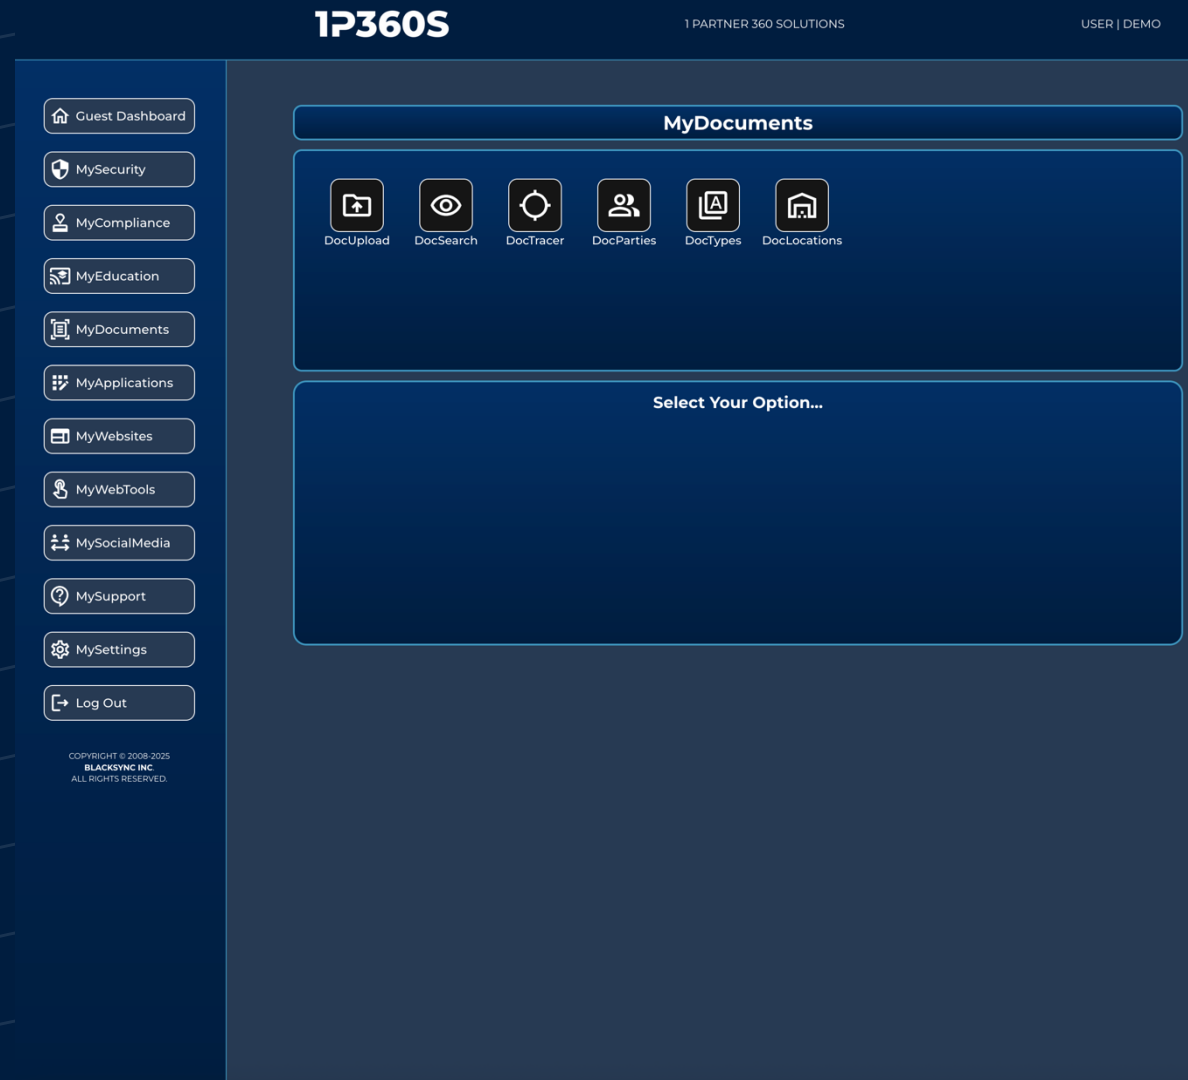 1P360S
1 PARTNER 360 SOLUTIONS
USER | DEMO
Guest Dashboard
MySecurity
MyCompliance
MyEducation
MyDocuments
MyApplications
MyWebsites
MyWebTools
MySocialMedia
MySupport
MySettings
Log Out
COPYRIGHT © 2008-2025
BLACKSYNC INC.
ALL RIGHTS RESERVED.
MyDocuments
DocUpload
DocSearch
DocTracer
DocParties
DocTypes
DocLocations
Select Your Option...